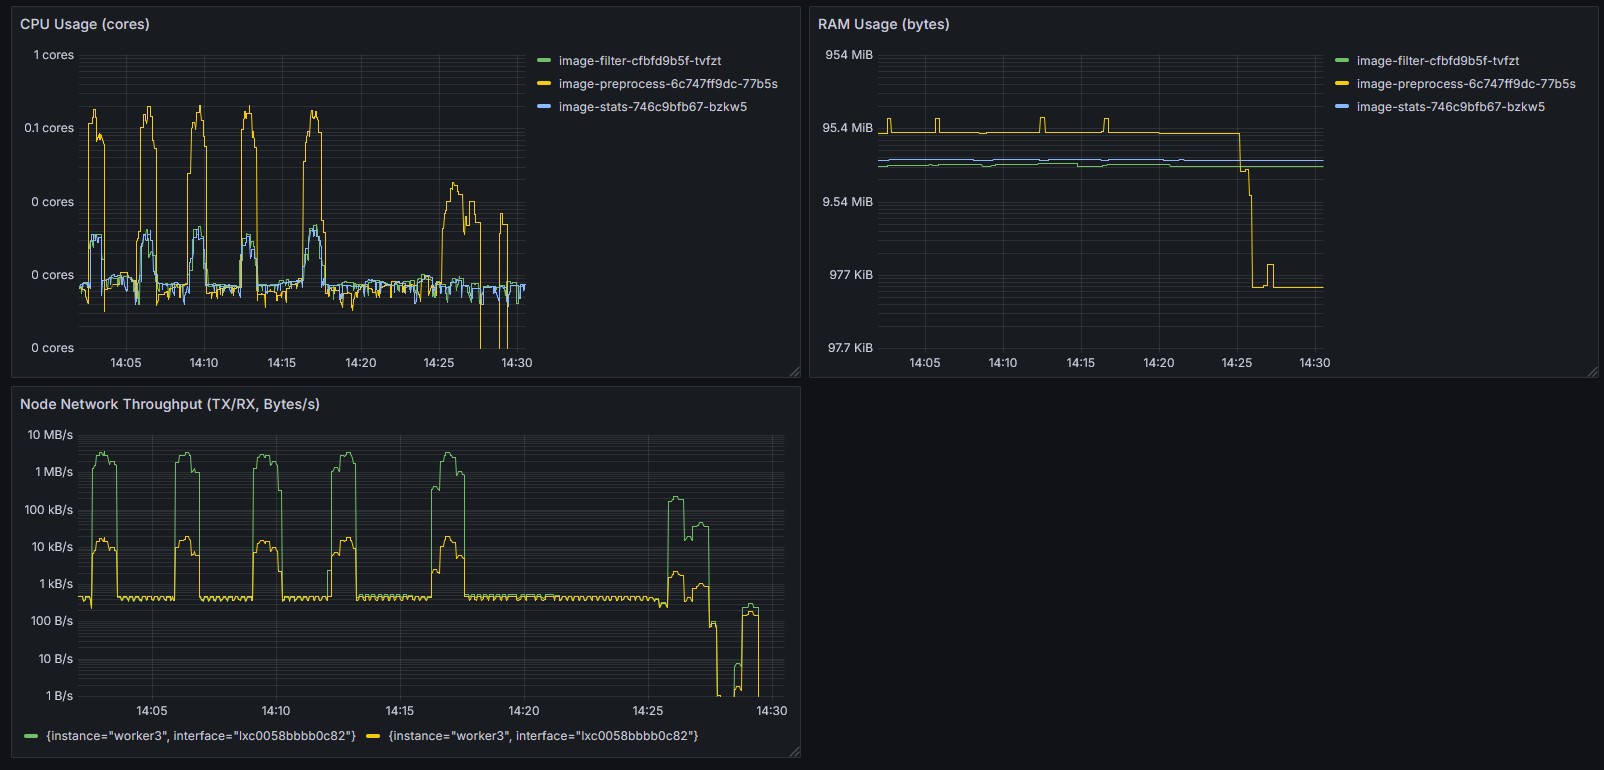 CPU Usage (cores)
1 cores
0.1 cores
0 cores
0 cores
0 cores
14:05 14:10 14:15 14:20 14:25 14:30
image-filter-cfbfd9b5f-tvfzt
image-preprocess-6c747ff9dc-77b5s
image-stats-746c9bfb67-bzkw5
RAM Usage (bytes)
954 MiB
95.4 MiB
9.54 MiB
977 KiB
97.7 KiB
14:05 14:10 14:15 14:20 14:25 14:30
image-filter-cfbfd9b5f-tvfzt
image-preprocess-6c747ff9dc-77b5s
image-stats-746c9bfb67-bzkw5
Node Network Throughput (TX/RX, Bytes/s)
10 MB/s
1 MB/s
100 kB/s
10 kB/s
1 kB/s
100 B/s
10 B/s
1 B/s
14:05 14:10 14:15 14:20 14:25 14:30
{instance="worker3", interface="lxc0058bbbb0c82"} {instance="worker3", interface="lxc0058bbbb0c82"}